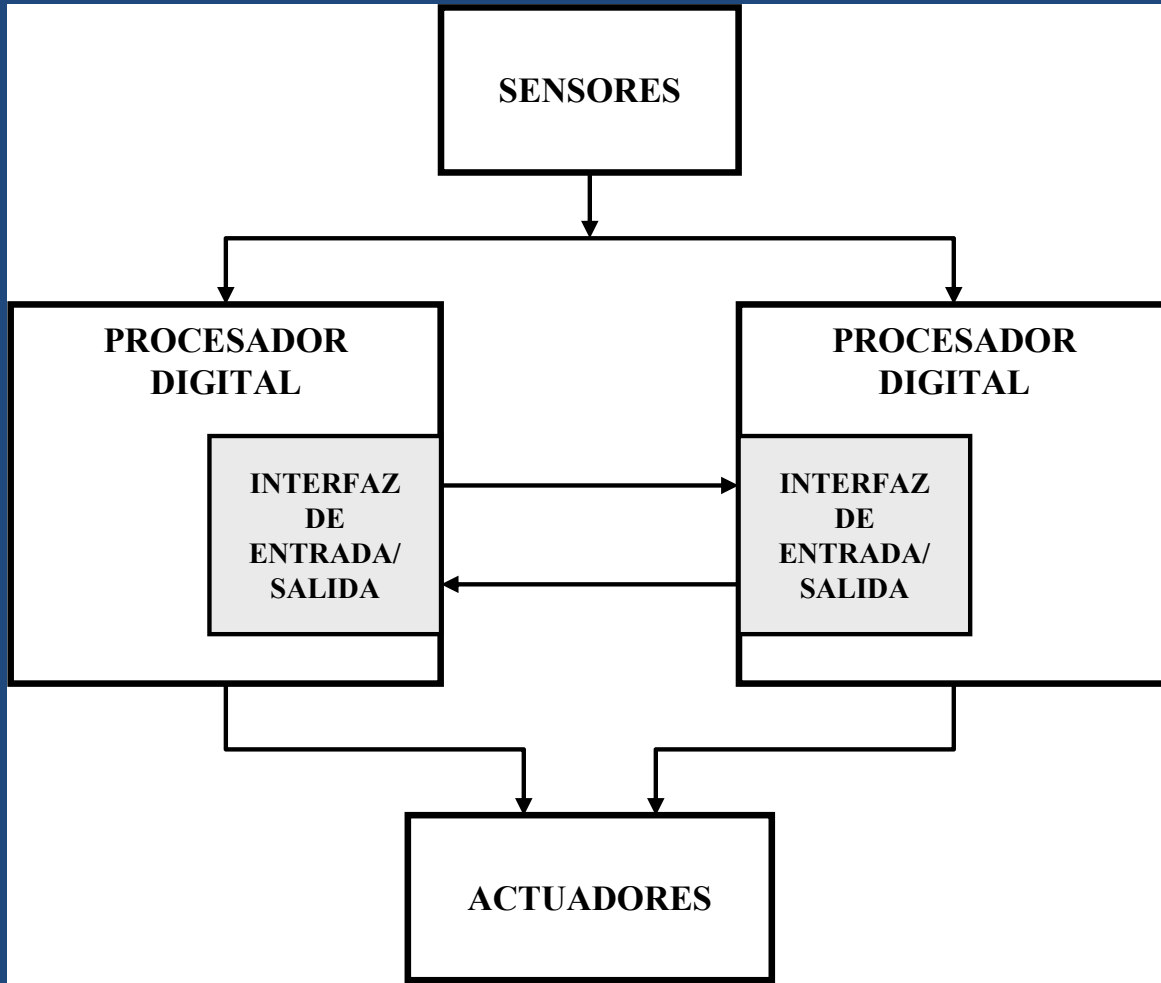 SENSORES
PROCESADOR
DIGITAL
INTERFAZ
DE
ENTRADA/
SALIDA
PROCESADOR
DIGITAL
INTERFAZ
DE
ENTRADA/
SALIDA
ACTUADORES